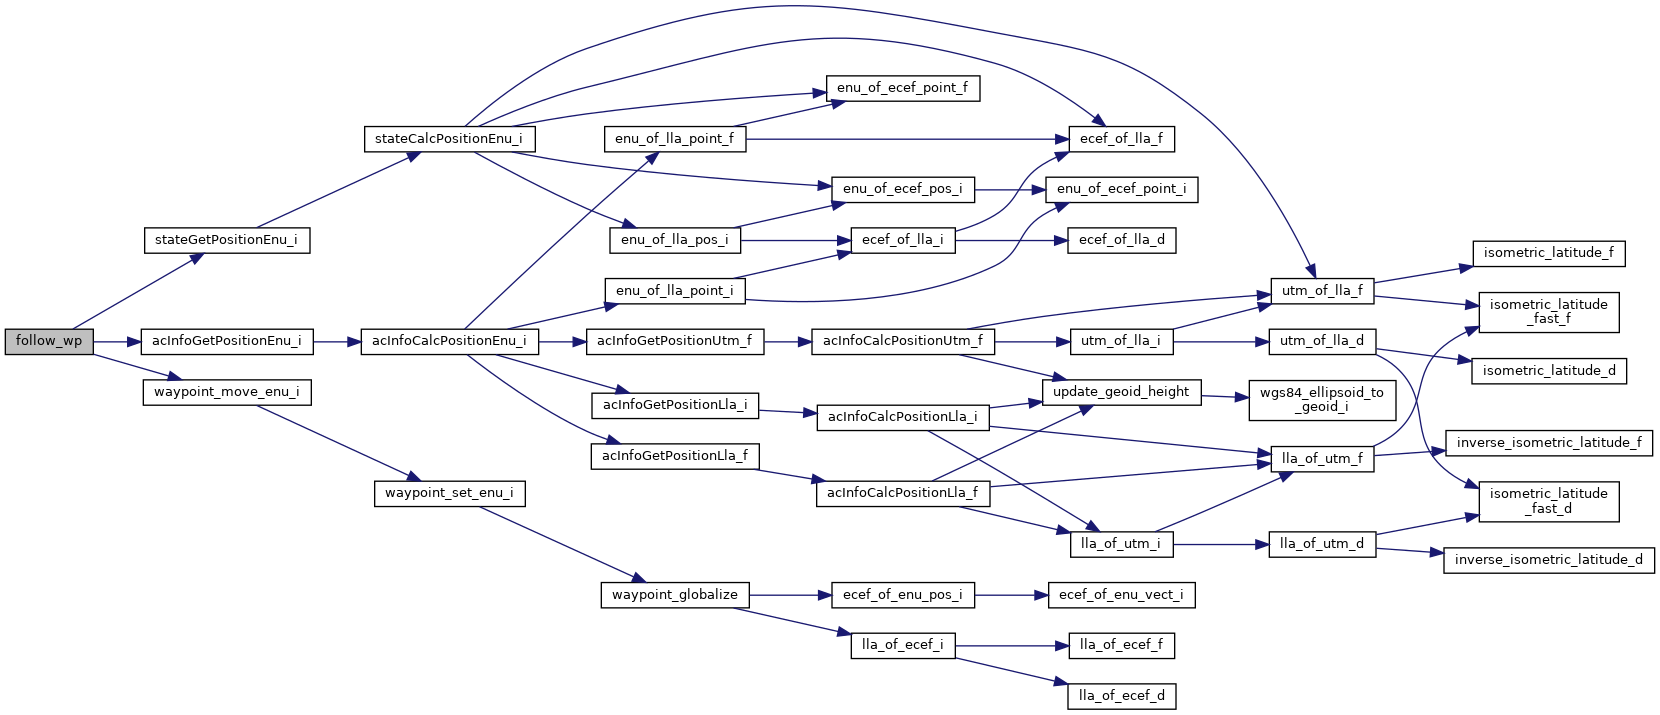 follow_wp
stateGetPositionEnu_i
acInfoGetPositionEnu_i
waypoint_move_enu_i
stateCalcPositionEnu_i
acInfoCalcPositionEnu_i
waypoint_set_enu_i
enu_of_lla_point_f
enu_of_lla_pos_i
enu_of_lla_point_i
acInfoGetPositionUtm_f
acInfoGetPositionLla_i
acInfoGetPositionLla_f
waypoint_globalize
enu_of_ecef_point_f
enu_of_ecef_pos_i
ecef_of_lla_i
acInfoCalcPositionUtm_f
acInfoCalcPositionLla_i
acInfoCalcPositionLla_f
ecef_of_enu_pos_i
lla_of_ecef_i
ecef_of_lla_f
enu_of_ecef_point_i
ecef_of_lla_d
utm_of_lla_i
update_geoid_height
lla_of_utm_i
ecef_of_enu_vect_i
lla_of_ecef_f
lla_of_ecef_d
utm_of_lla_f
utm_of_lla_d
wgs84_ellipsoid_to
_geoid_i
lla_of_utm_f
lla_of_utm_d
isometric_latitude_f
isometric_latitude
_fast_f
isometric_latitude_d
inverse_isometric_latitude_f
isometric_latitude
_fast_d
inverse_isometric_latitude_d